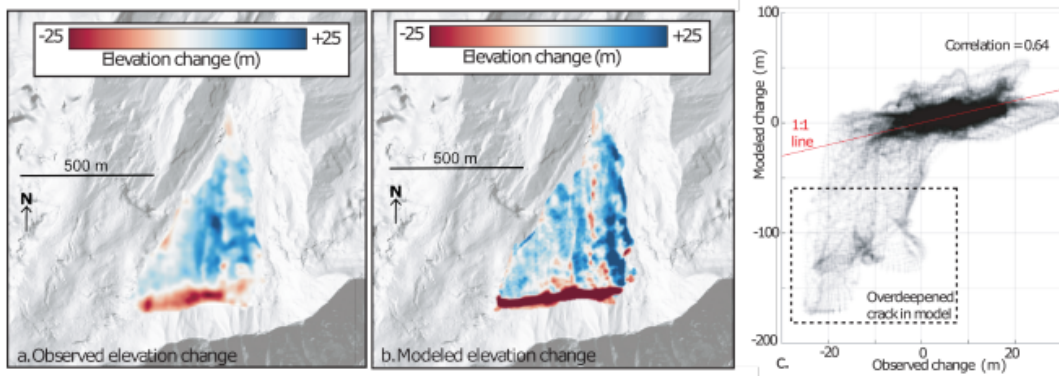 -25
+25
Elevation change (m)
500 m
N
a. Observed elevation change
-25
+25
Elevation change (m)
500 m
N
b. Modeled elevation change
100
0
-50
-100
-200
Modeled change (m)
Correlation = 0.64
1:1
line
Overdeepened
crack in model
-20
0
20
C.
Observed change (m)